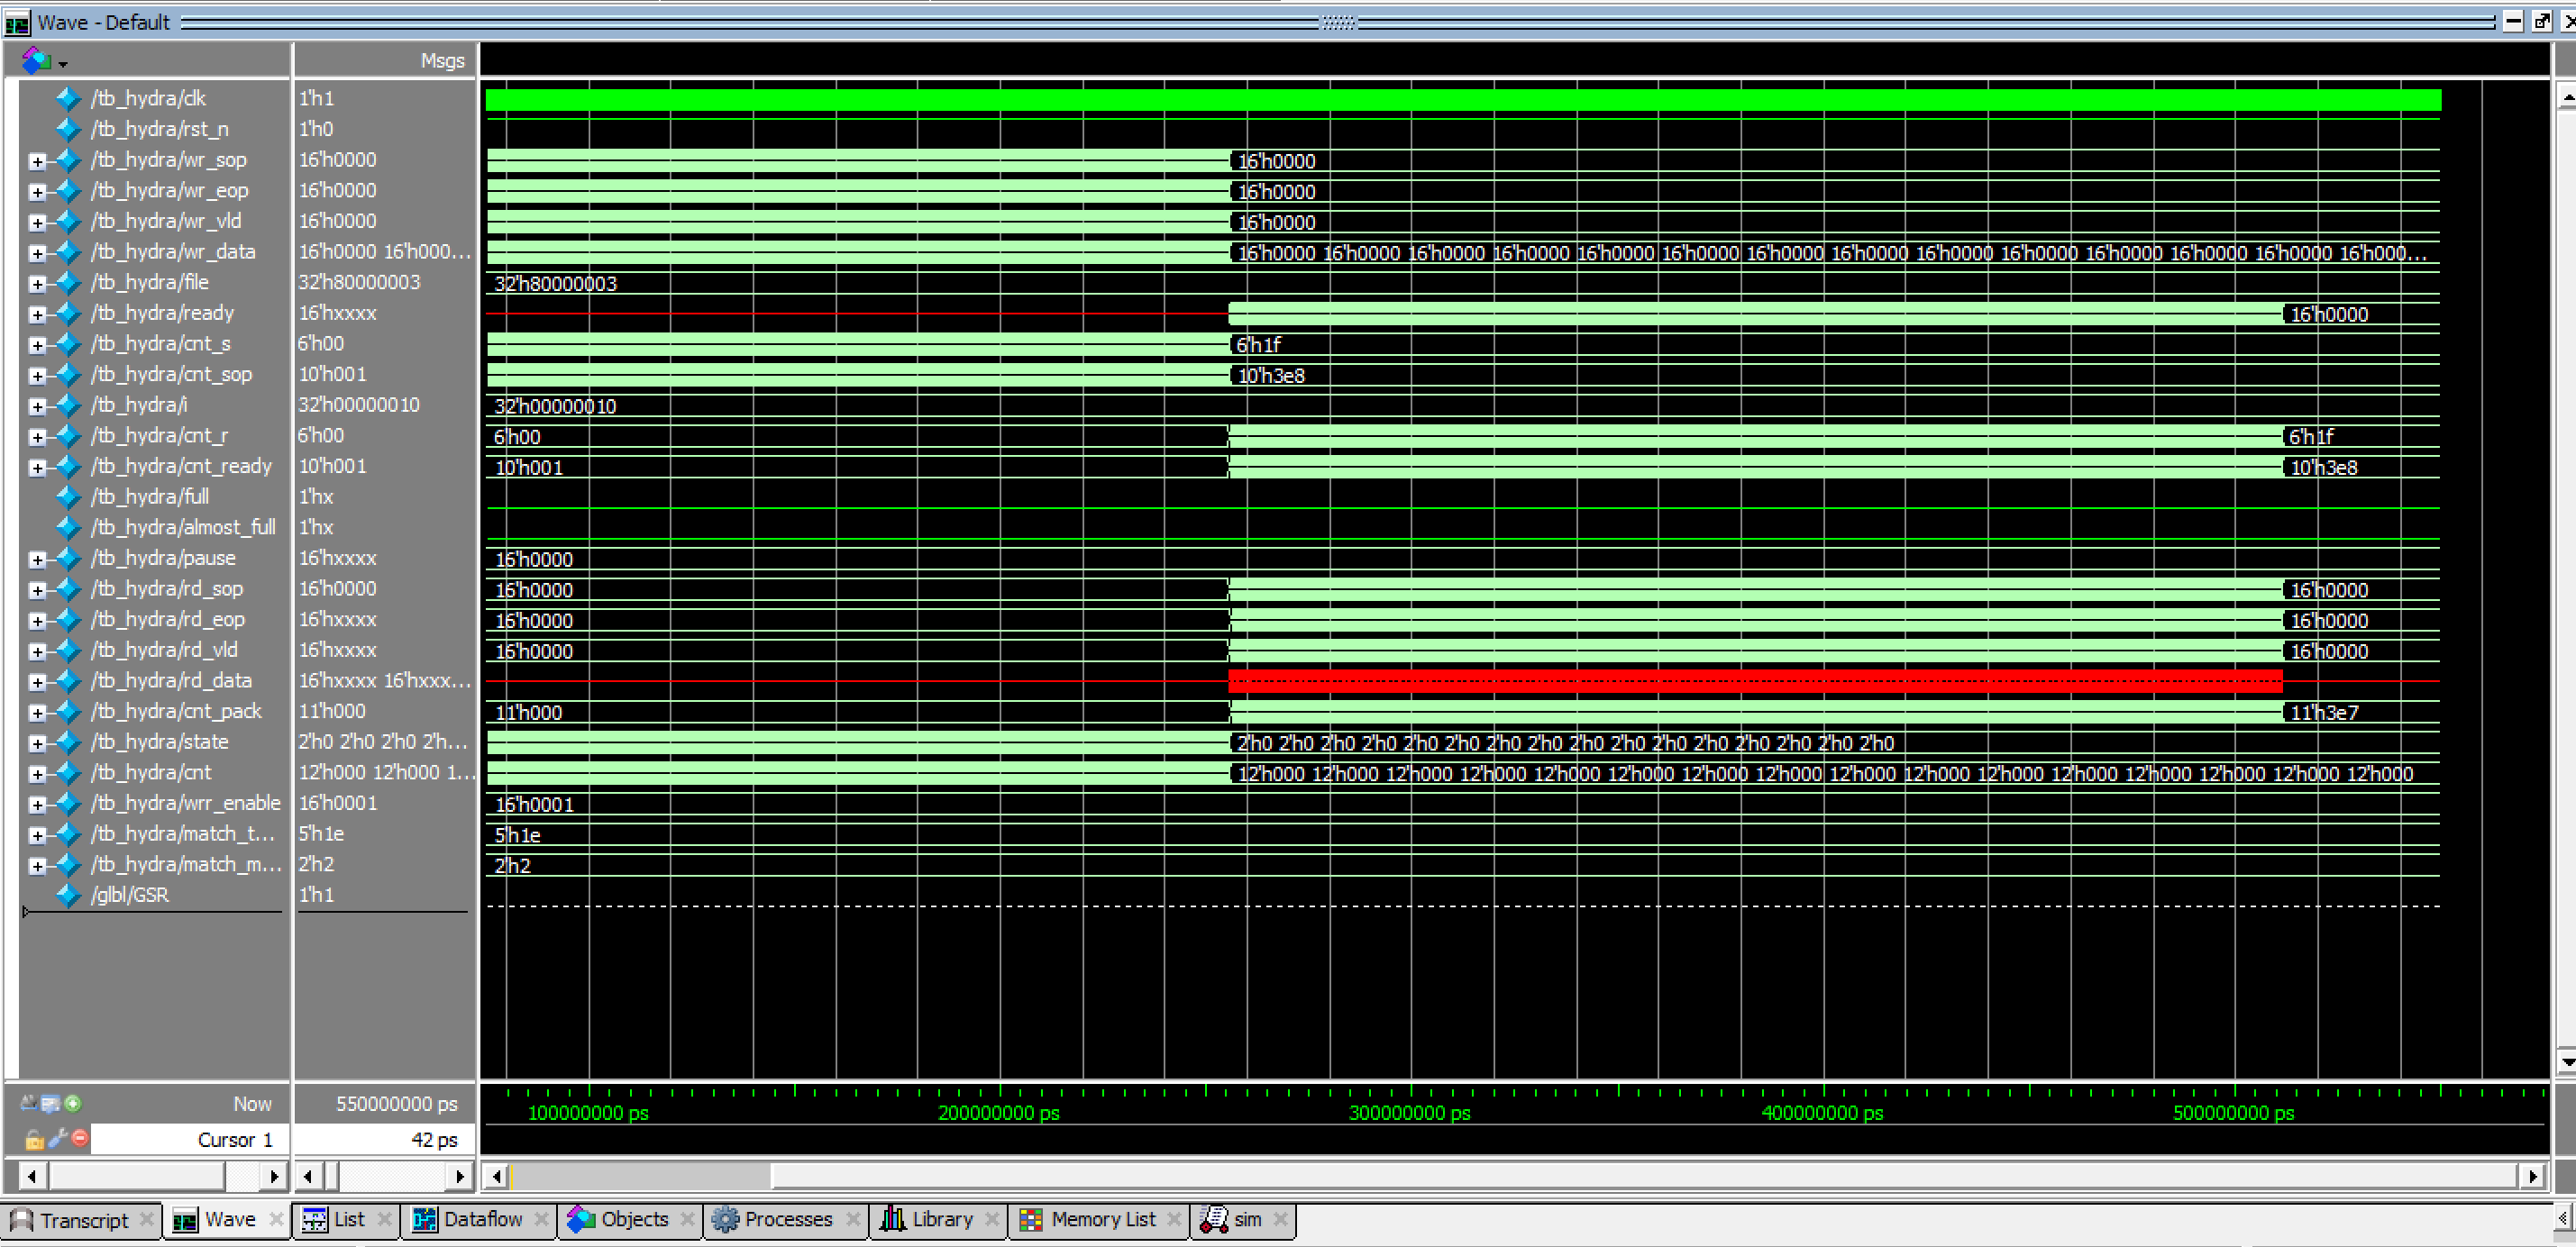 Wave - Default
Msgs
/tb_hydra/clk 1'h1
/tb_hydra/rst_n 1'h0
/tb_hydra/wr_sop 16'h0000 16'h0000
/tb_hydra/wr_eop 16'h0000 16'h0000
/tb_hydra/wr_vld 16'h0000 16'h0000
/tb_hydra/wr_data 16'h0000 16'h000... 16'h0000 16'h0000 16'h0000 16'h0000 16'h0000 16'h0000 16'h0000 16'h0000 16'h0000 16'h0000 16'h0000 16'h0000 16'h0000 16'h000...
/tb_hydra/file 32'h80000003 32'h80000003
/tb_hydra/ready 16'hxxxx 16'h0000
/tb_hydra/cnt_s 6'h00 6'h1f
/tb_hydra/cnt_sop 10'h001 10'h3e8
/tb_hydra/i 32'h00000010 32'h00000010
/tb_hydra/cnt_r 6'h00 6'h00 6'h1f
/tb_hydra/cnt_ready 10'h001 10'h001 10'h3e8
/tb_hydra/full 1'hx
/tb_hydra/almost_full 1'hx
/tb_hydra/pause 16'hxxxx 16'h0000
/tb_hydra/rd_sop 16'h0000 16'h0000 16'h0000
/tb_hydra/rd_eop 16'hxxxx 16'h0000 16'h0000
/tb_hydra/rd_vld 16'hxxxx 16'h0000 16'h0000
/tb_hydra/rd_data 16'hxxxx 16'hxxx...
/tb_hydra/cnt_pack 11'h000 11'h000 11'h3e7
/tb_hydra/state 2'h0 2'h0 2'h0 2'h... 2'h0 2'h0 2'h0 2'h0 2'h0 2'h0 2'h0 2'h0 2'h0 2'h0 2'h0 2'h0 2'h0 2'h0 2'h0 2'h0
/tb_hydra/cnt 12'h000 12'h000 1... 12'h000 12'h000 12'h000 12'h000 12'h000 12'h000 12'h000 12'h000 12'h000 12'h000 12'h000 12'h000 12'h000 12'h000 12'h000 12'h000
/tb_hydra/wrr_enable 16'h0001 16'h0001
/tb_hydra/match_t... 5'h1e 5'h1e
/tb_hydra/match_m... 2'h2 2'h2
/glbl/GSR 1'h1
Now 550000000 ps 100000000 ps 200000000 ps 300000000 ps 400000000 ps 500000000 ps
Cursor 1 42 ps
Transcript Wave List Dataflow Objects Processes Library Memory List sim